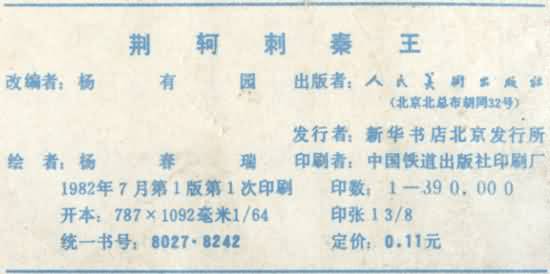 荆轲刺秦王
改编者：杨有园 出版者：人民美术出版社
（北京北总布胡同32号）
发行者：新华书店北京发行所
绘者：杨春瑞 印刷者：中国铁道出版社印刷厂
1982年7月第1版第1次印刷 印数：1—390,000
开本：787×1092毫米1/64 印张 1 3/8
统一书号：8027·8242 定价：0.11元